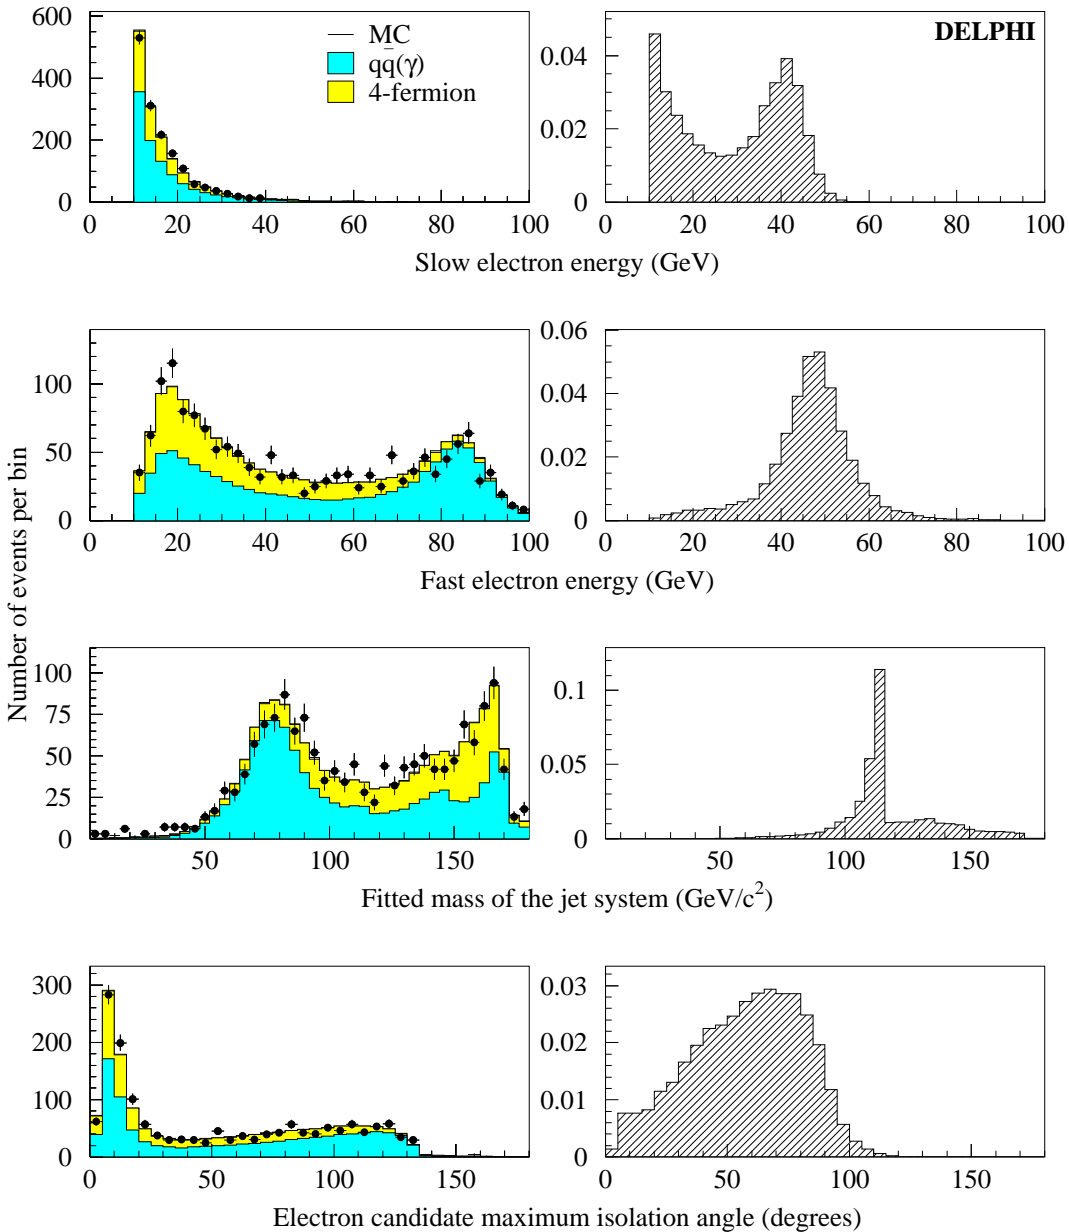 600
400
200
0
0 20 40 60 80 100
MC
qq̄(γ)
4-fermion
0.04
0.02
0
0 20 40 60 80 100
DELPHI
Slow electron energy (GeV)
100
50
0
0 20 40 60 80 100
0.06
0.04
0.02
0
0 20 40 60 80 100
Fast electron energy (GeV)
Number of events per bin
100
75
50
25
0
50 100 150
0.1
0.05
0
50 100 150
Fitted mass of the jet system (GeV/c²)
300
200
100
0
0 50 100 150
0.03
0.02
0.01
0
0 50 100 150
Electron candidate maximum isolation angle (degrees)